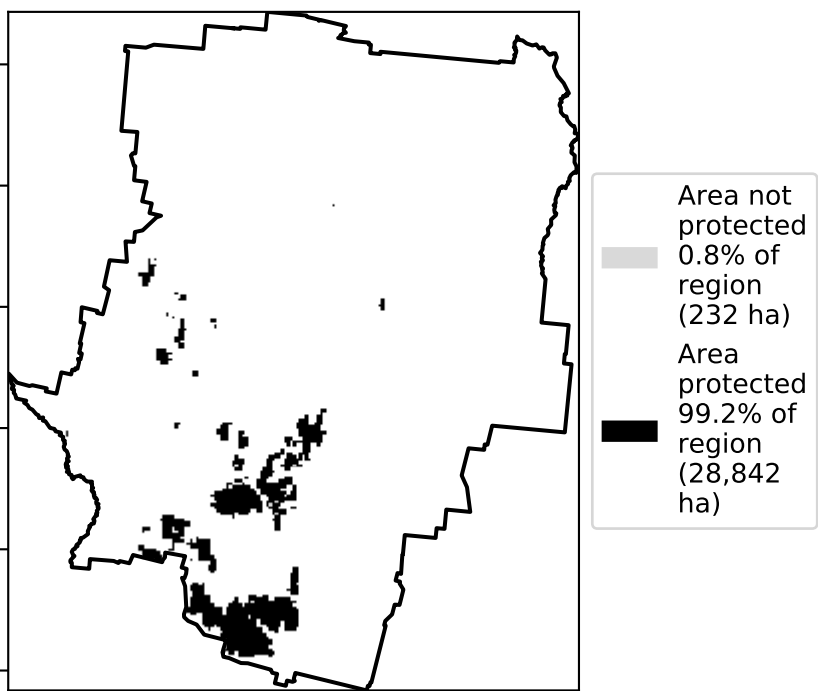 Area not
protected
0.8% of
region
(232 ha)
Area
protected
99.2% of
region
(28,842
ha)